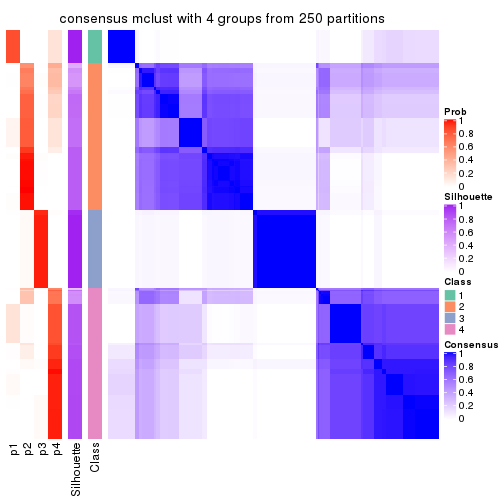 consensus mclust with 4 groups from 250 partitions
Prob
1
0.8
0.6
0.4
0.2
0
Silhouette
1
0.8
0.6
0.4
0.2
0
Class
1
2
3
4
Consensus
1
0.8
0.6
0.4
0.2
0
p1
p2
p3
p4
Silhouette
Class